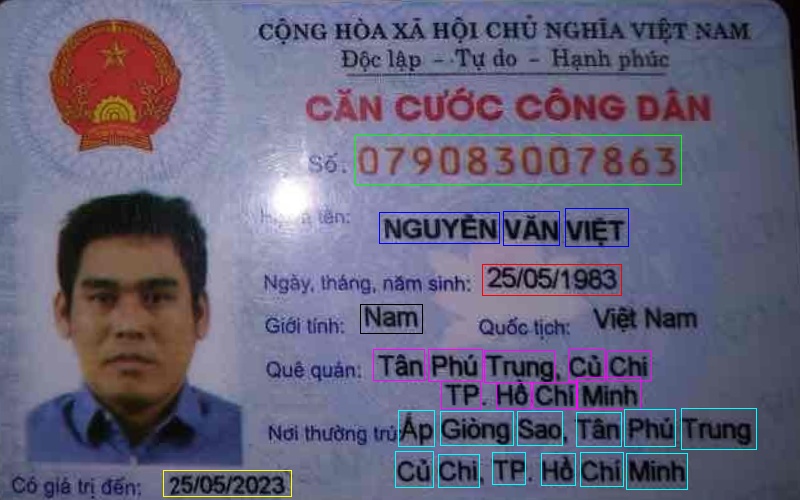 CỘNG HÒA XÃ HỘI CHỦ NGHĨA VIỆT NAM
Độc lập - Tự do - Hạnh phúc
CĂN CƯỚC CÔNG DÂN
Số: 079083007863
tên: NGUYỄN VĂN VIỆT
Ngày, tháng, năm sinh: 25/05/1983
Giới tính: Nam Quốc tịch: Việt Nam
Quê quán: Tân Phú Trung, Củ Chi
TP. Hồ Chí Minh
Nơi thường trú: Ấp Giòng Sao, Tân Phú Trung
Củ Chi, TP. Hồ Chí Minh
Có giá trị đến: 25/05/2023